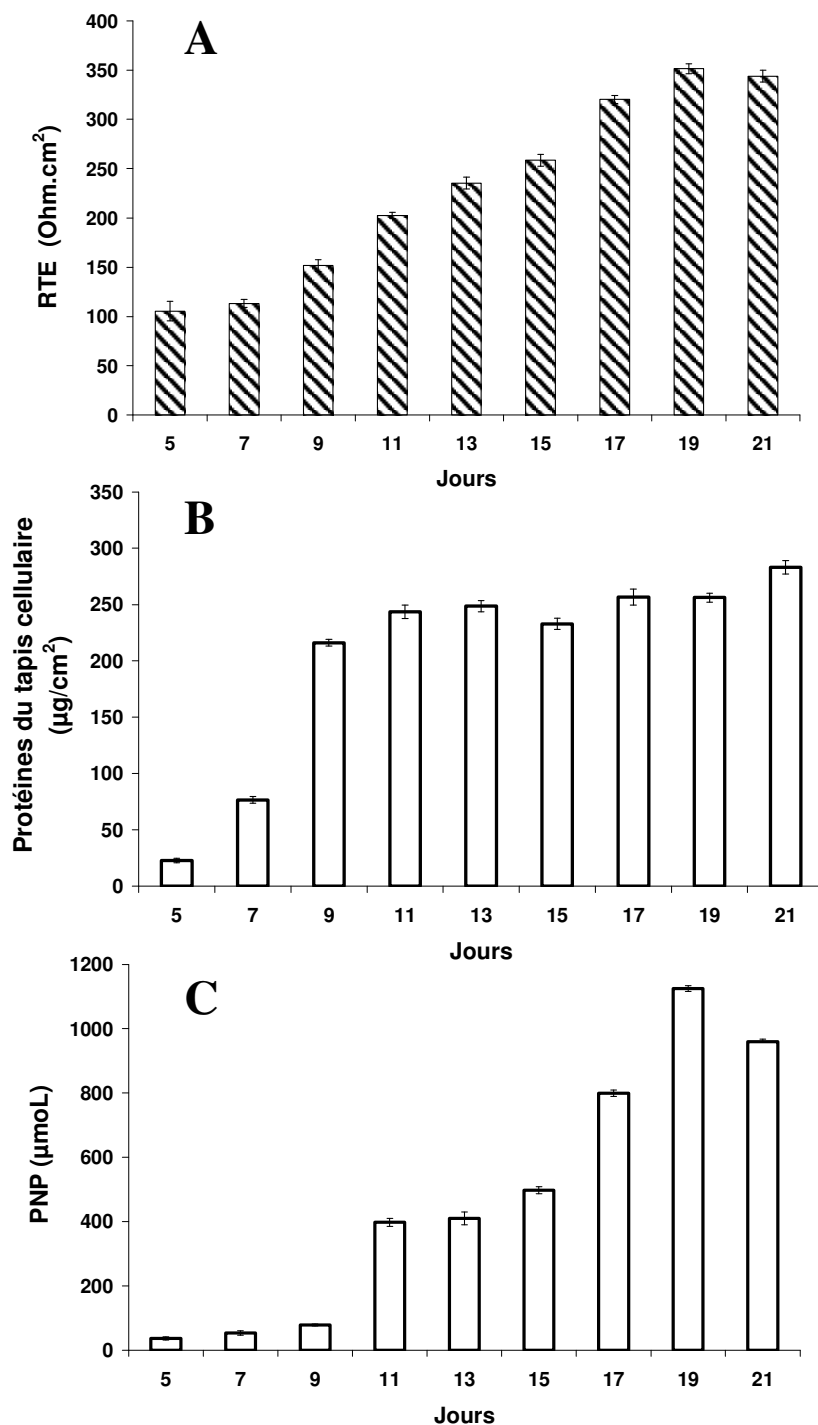 A
RTE (Ohm.cm²)
400
350
300
250
200
150
100
50
0
5 7 9 11 13 15 17 19 21
Jours
B
Protéines du tapis cellulaire
(µg/cm²)
350
300
250
200
150
100
50
0
5 7 9 11 13 15 17 19 21
Jours
C
PNP (µmoL)
1200
1000
800
600
400
200
0
5 7 9 11 13 15 17 19 21
Jours